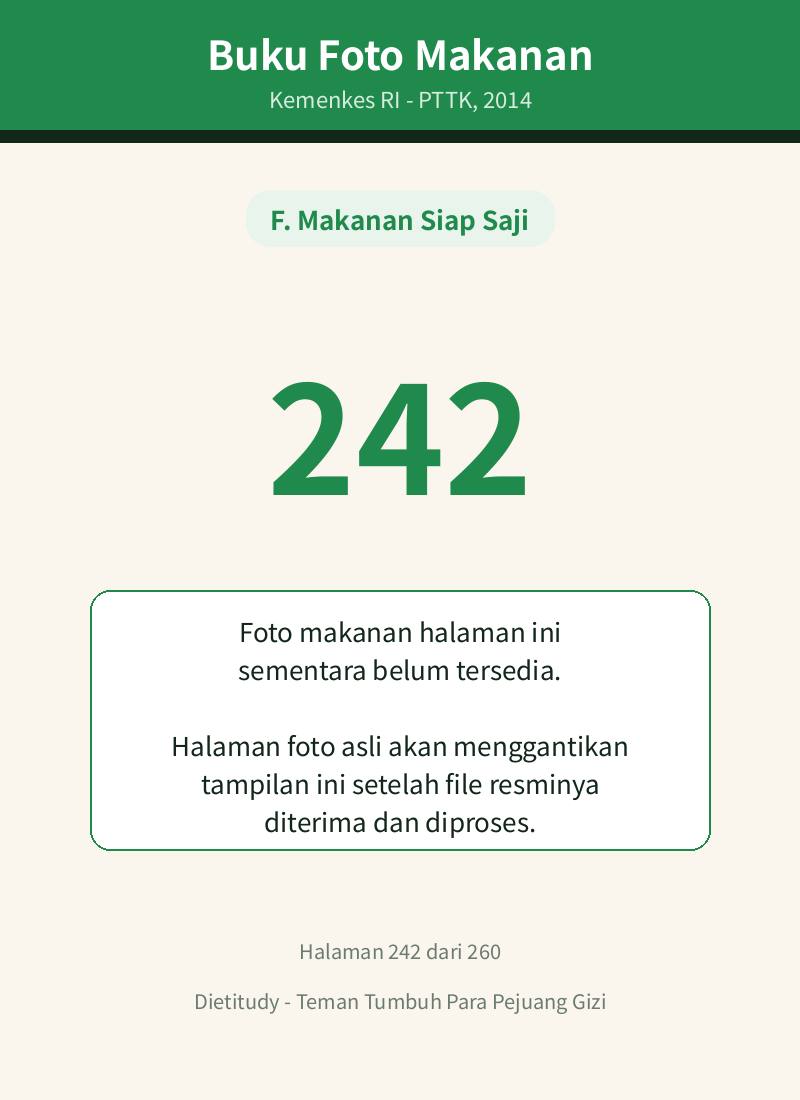 Buku Foto Makanan
Kemenkes RI - PTTK, 2014
F. Makanan Siap Saji
242
Foto makanan halaman ini
sementara belum tersedia.
Halaman foto asli akan menggantikan
tampilan ini setelah file resminya
diterima dan diproses.
Halaman 242 dari 260
Dietitudy - Teman Tumbuh Para Pejuang Gizi